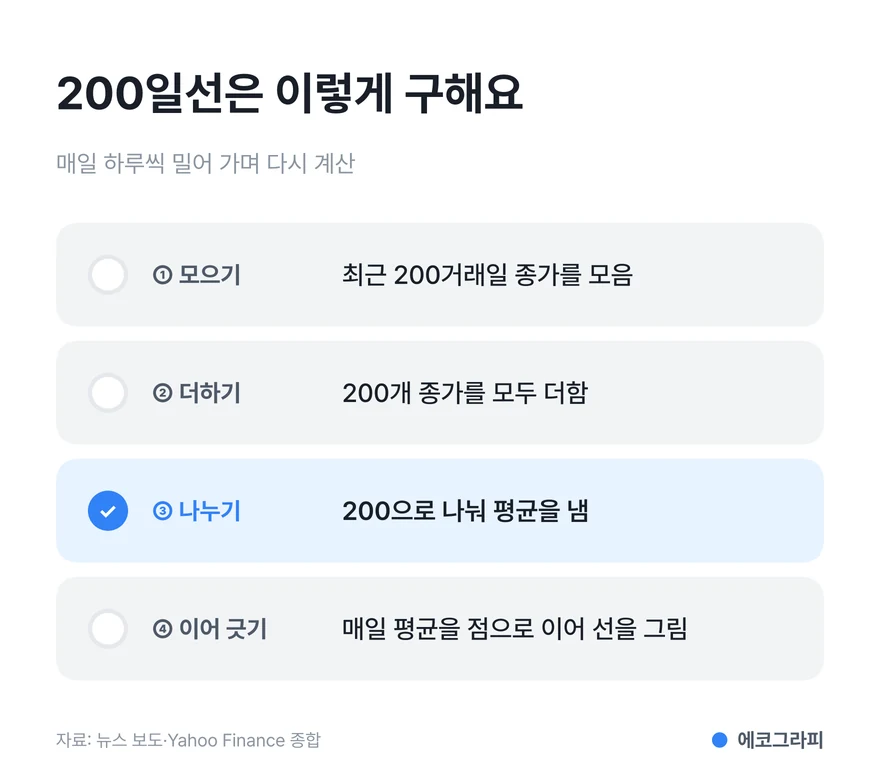 200일선은 이렇게 구해요
매일 하루씩 밀어 가며 다시 계산
① 모으기 최근 200거래일 종가를 모음
② 더하기 200개 종가를 모두 더함
③ 나누기 200으로 나눠 평균을 냄
④ 이어 긋기 매일 평균을 점으로 이어 선을 그림
자료: 뉴스 보도·Yahoo Finance 종합
에코그라피